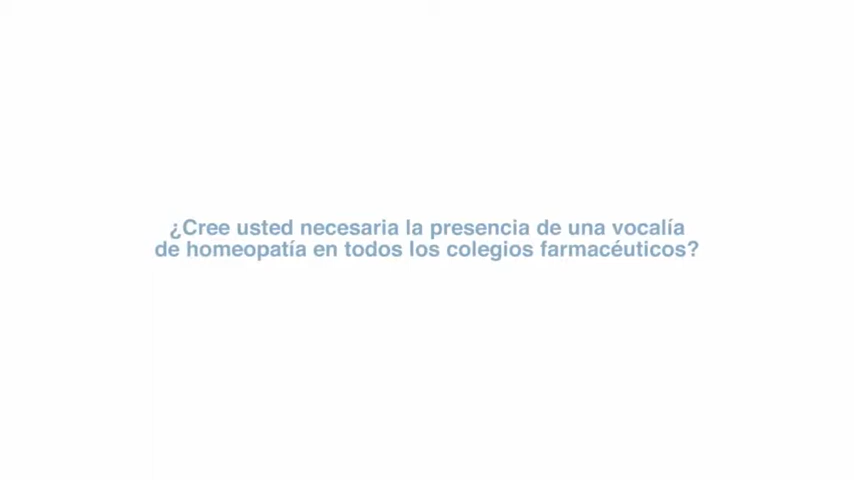 ¿Cree usted necesaria la presencia de una vocalía
de homeopatía en todos los colegios farmacéuticos?